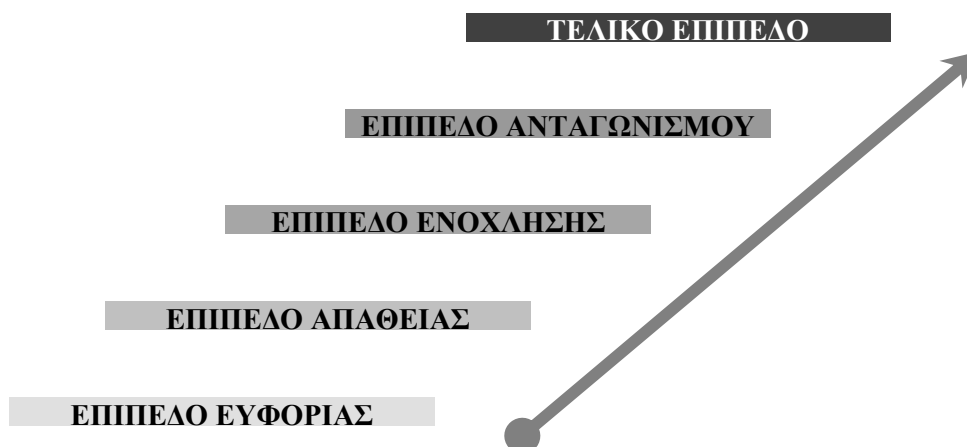 ΤΕΛΙΚΟ ΕΠΙΠΕΔΟ
ΕΠΙΠΕΔΟ ΑΝΤΑΓΩΝΙΣΜΟΥ
ΕΠΙΠΕΔΟ ΕΝΟΧΛΗΣΗΣ
ΕΠΙΠΕΔΟ ΑΠΑΘΕΙΑΣ
ΕΠΙΠΕΔΟ ΕΥΦΟΡΙΑΣ